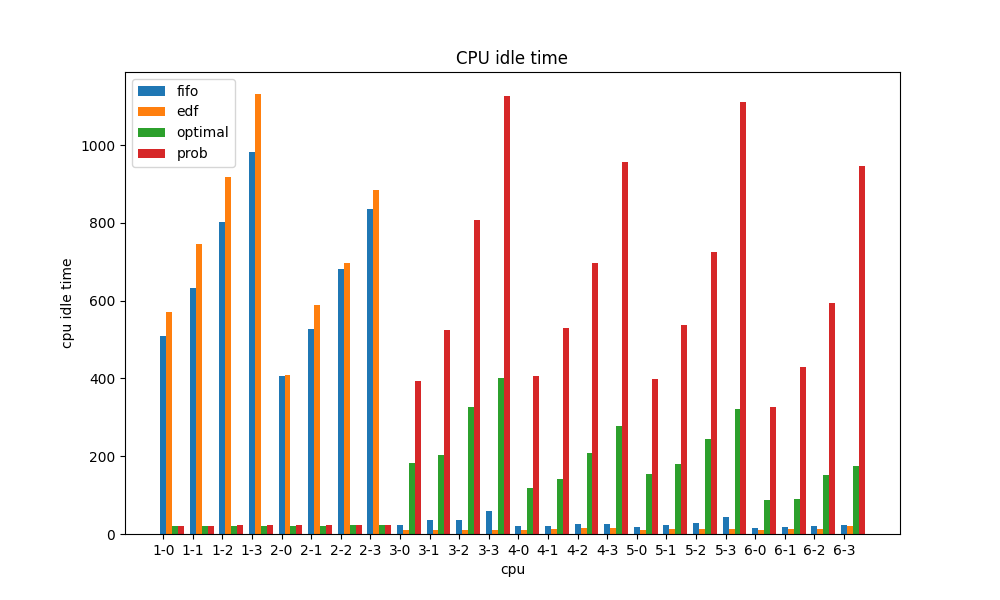 CPU idle time
fifo
edf
optimal
prob
1000
800
600
400
200
0
cpu idle time
1-0 1-1 1-2 1-3 2-0 2-1 2-2 2-3 3-0 3-1 3-2 3-3 4-0 4-1 4-2 4-3 5-0 5-1 5-2 5-3 6-0 6-1 6-2 6-3
cpu